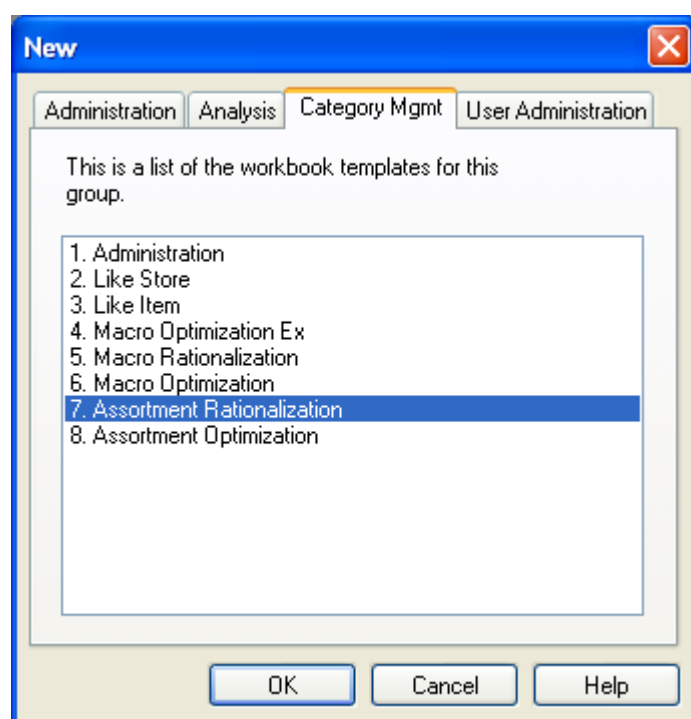 New
Administration Analysis Category Mgmt User Administration
This is a list of the workbook templates for this
group.
1. Administration
2. Like Store
3. Like Item
4. Macro Optimization Ex
5. Macro Rationalization
6. Macro Optimization
7. Assortment Rationalization
8. Assortment Optimization
OK Cancel Help